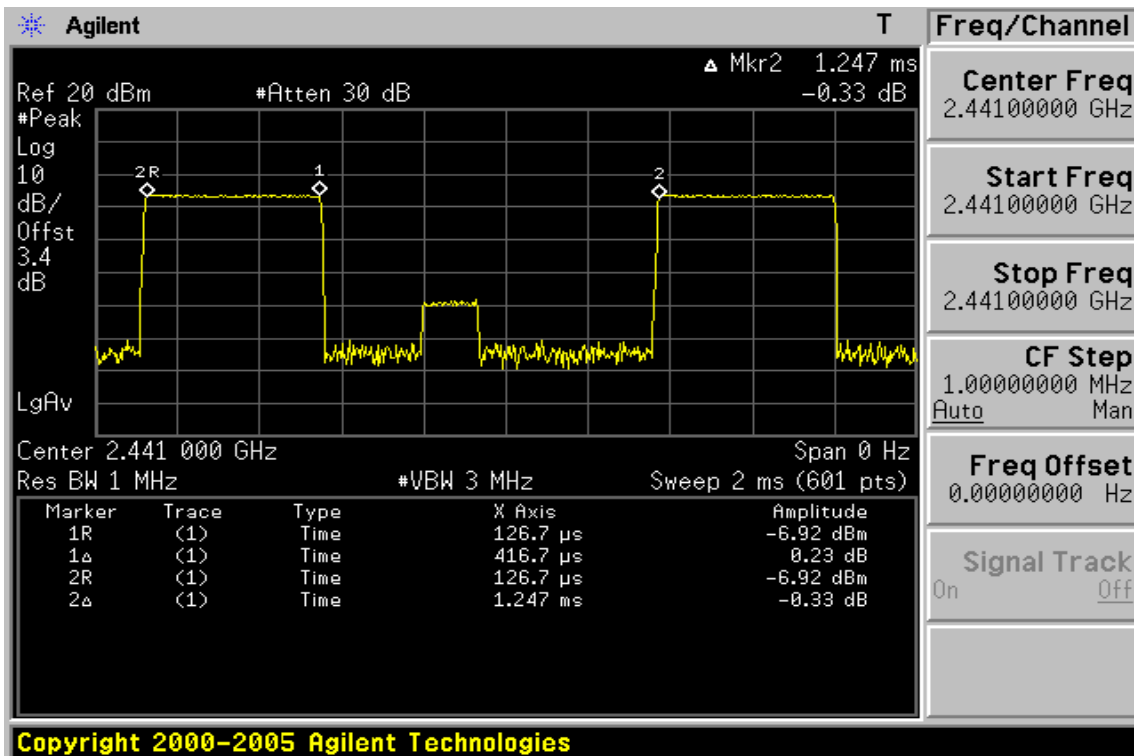 Agilent T
Freq/Channel
Δ Mkr2 1.247 ms
Ref 20 dBm #Atten 30 dB -0.33 dB
#Peak
Log
10
dB/
Offst
3.4
dB
LgAv
2R 1 2
Center 2.441 000 GHz Span 0 Hz
Res BW 1 MHz #VBW 3 MHz Sweep 2 ms (601 pts)
Marker Trace Type X Axis Amplitude
1R (1) Time 126.7 µs -6.92 dBm
1Δ (1) Time 416.7 µs 0.23 dB
2R (1) Time 126.7 µs -6.92 dBm
2Δ (1) Time 1.247 ms -0.33 dB
Center Freq
2.44100000 GHz
Start Freq
2.44100000 GHz
Stop Freq
2.44100000 GHz
CF Step
1.00000000 MHz
Auto Man
Freq Offset
0.00000000 Hz
Signal Track
On Off
Copyright 2000-2005 Agilent Technologies